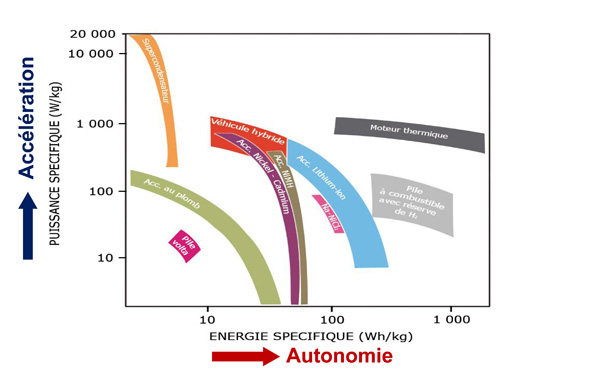 20 000
10 000
1 000
100
10
Accélération
PUISSANCE SPECIFIQUE (W/kg)
Supercondensateur
Véhicule hybride
Moteur thermique
Acc. Nickel - Cadmium
Acc. NiMH
Acc. Lithium-ion
Acc. au plomb
Pile
volta
Na-NiCl₂
Pile
à combustible
avec réserve
de H₂
10
100
1 000
ENERGIE SPECIFIQUE (Wh/kg)
Autonomie